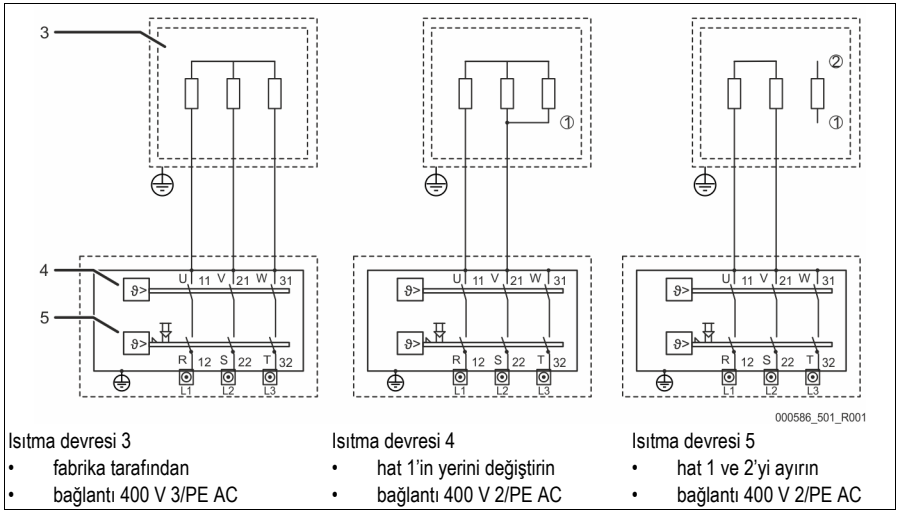 3
②
①
①
4
5
U 11 V 21 W 31
U 11 V 21 W 31
U 11 V 21 W 31
ϑ>
ϑ>
ϑ>
ϑ>
ϑ>
ϑ>
R 12 S 22 T 32
R 12 S 22 T 32
R 12 S 22 T 32
L1 L2 L3
L1 L2 L3
L1 L2 L3
000586_501_R001
Isıtma devresi 3
• fabrika tarafından
• bağlantı 400 V 3/PE AC
Isıtma devresi 4
• hat 1’in yerini değiştirin
• bağlantı 400 V 2/PE AC
Isıtma devresi 5
• hat 1 ve 2’yi ayırın
• bağlantı 400 V 2/PE AC